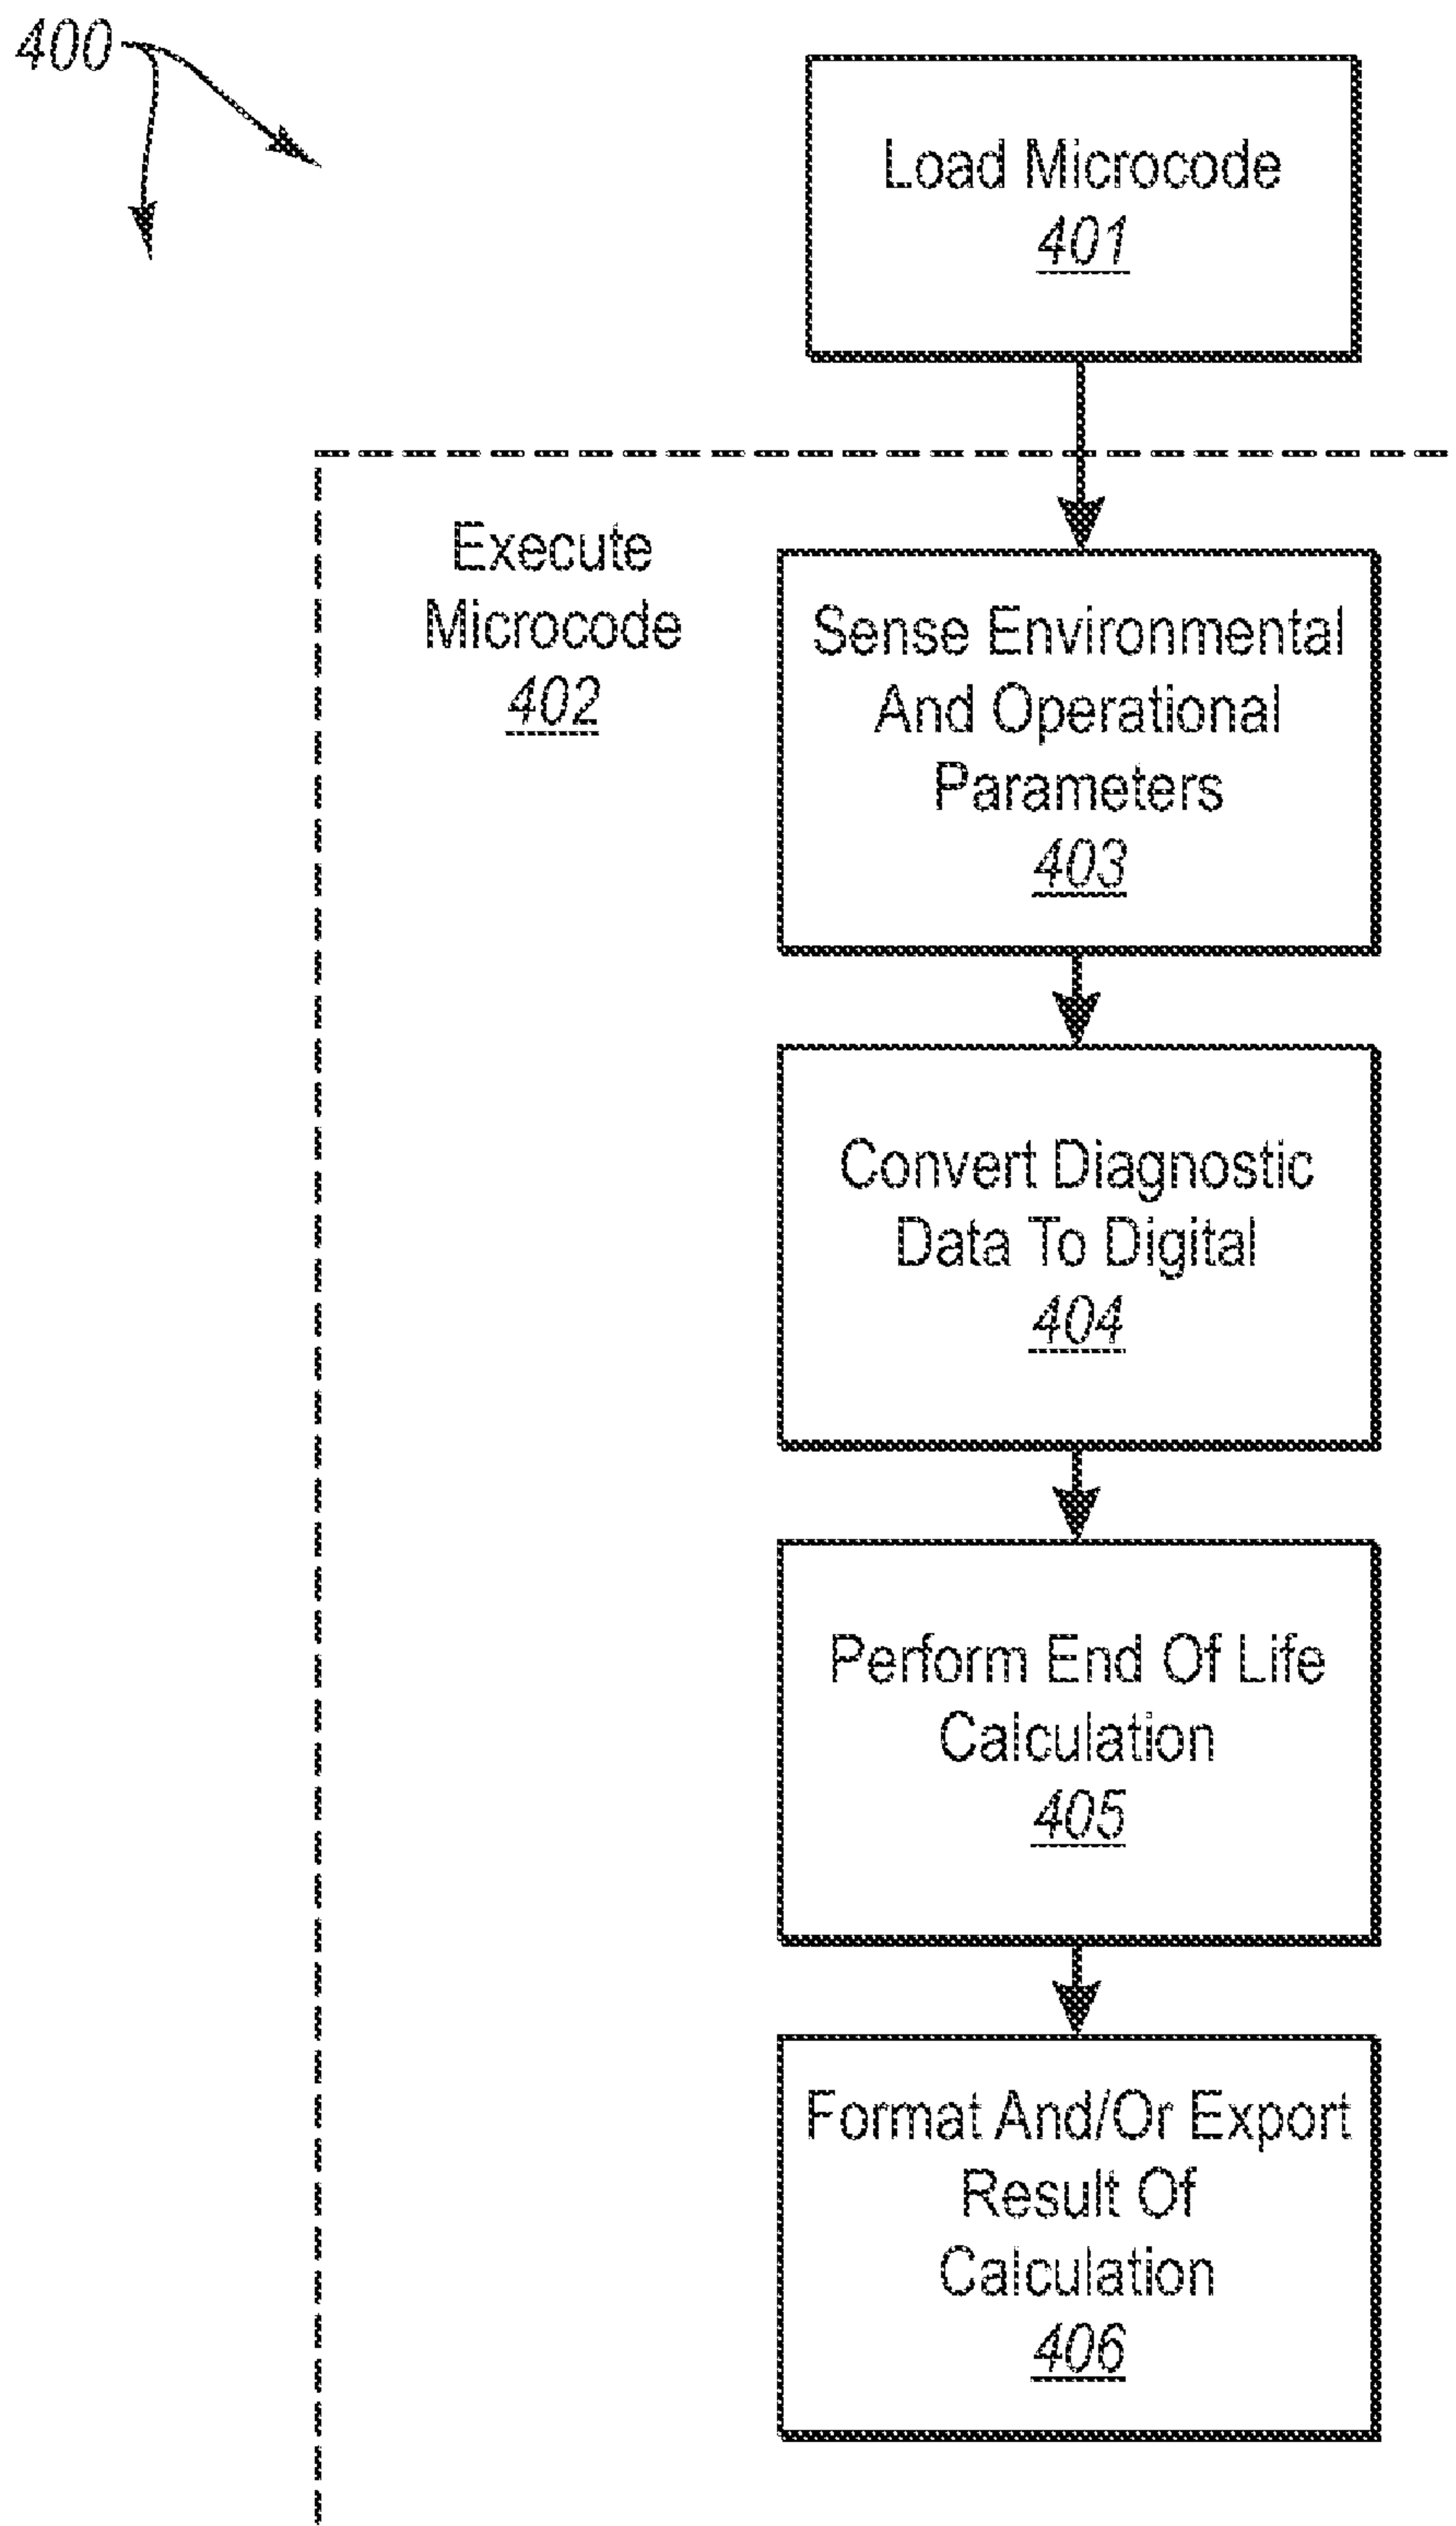 400
Load Microcode
401
Execute
Microcode
402
Sense Environmental
And Operational
Parameters
403
Convert Diagnostic
Data To Digital
404
Perform End Of Life
Calculation
405
Format And/Or Export
Result Of
Calculation
406